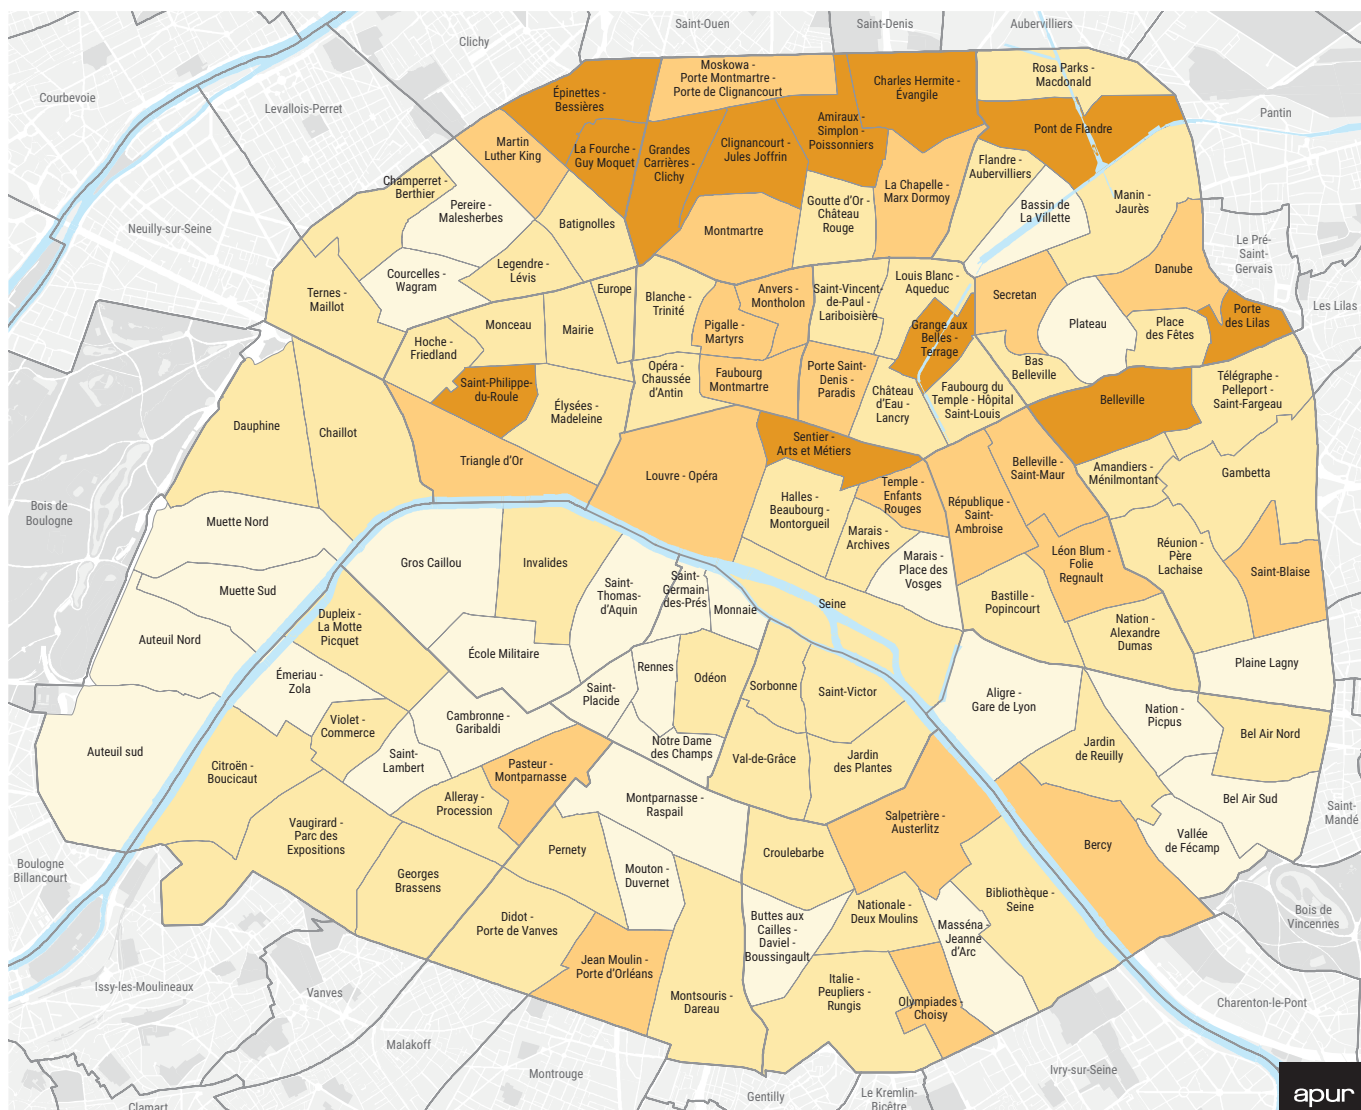 Saint-Ouen
Saint-Denis
Aubervilliers
Clichy
Courbevoie
Levallois-Perret
Pantin
Neuilly-sur-Seine
Le Pré-
Saint-
Gervais
Les Lilas
Moskowa -
Porte Montmartre -
Porte de Clignancourt
Charles Hermite -
Évangile
Rosa Parks -
Macdonald
Épinettes -
Bessières
Amiraux -
Simplon -
Poissonniers
Pont de Flandre
Martin
Luther King
La Fourche -
Guy Moquet
Grandes
Carrières -
Clichy
Clignancourt -
Jules Joffrin
Flandre -
Aubervilliers
Champerret -
Berthier
Pereire -
Malesherbes
La Chapelle -
Marx Dormoy
Bassin de
La Villette
Manin -
Jaurès
Batignolles
Montmartre
Goutte d'Or -
Château
Rouge
Legendre -
Lévis
Courcelles -
Wagram
Ternes -
Maillot
Europe
Blanche -
Trinité
Anvers -
Montholon
Saint-Vincent-
de-Paul -
Lariboisière
Louis Blanc -
Aqueduc
Secretan
Danube
Monceau
Mairie
Pigalle -
Martyrs
Grange aux
Belles -
Terrage
Plateau
Place
des Fêtes
Porte
des Lilas
Hoche -
Friedland
Saint-Philippe-
du-Roule
Opéra -
Chaussée
d'Antin
Faubourg
Montmartre
Porte Saint-
Denis -
Paradis
Bas
Belleville
Château
d'Eau -
Lancry
Faubourg du
Temple - Hôpital
Saint-Louis
Belleville
Télégraphe -
Pelleport -
Saint-Fargeau
Élysées -
Madeleine
Dauphine
Chaillot
Triangle d'Or
Louvre - Opéra
Sentier -
Arts et Métiers
Belleville -
Saint-Maur
Amandiers -
Ménilmontant
Gambetta
Halles -
Beaubourg -
Montorgueil
Temple -
Enfants
Rouges
République -
Saint-
Ambroise
Bois de
Boulogne
Muette Nord
Marais -
Archives
Marais -
Place des
Vosges
Léon Blum -
Folie
Regnault
Réunion -
Père
Lachaise
Saint-Blaise
Gros Caillou
Invalides
Muette Sud
Saint-
Thomas-
d'Aquin
Saint-
Germain-
des-Prés
Monnaie
Seine
Bastille -
Popincourt
Dupleix -
La Motte
Picquet
Auteuil Nord
Nation -
Alexandre
Dumas
École Militaire
Plaine Lagny
Émeriau -
Zola
Rennes
Odéon
Sorbonne
Saint-Victor
Saint-
Placide
Aligre -
Gare de Lyon
Nation -
Picpus
Auteuil sud
Violet -
Commerce
Cambronne -
Garibaldi
Notre Dame
des Champs
Bel Air Nord
Citroën -
Boucicaut
Saint-
Lambert
Pasteur -
Montparnasse
Val-de-Grâce
Jardin
des Plantes
Jardin
de Reuilly
Alleray -
Procession
Montparnasse -
Raspail
Bel Air Sud
Saint-
Mandé
Vaugirard -
Parc des
Expositions
Salpetrière -
Austerlitz
Vallée
de Fécamp
Bercy
Pernety
Croulebarbe
Boulogne
Billancourt
Georges
Brassens
Mouton -
Duvernet
Bibliothèque -
Seine
Bois de
Vincennes
Didot -
Porte de Vanves
Buttes aux
Cailles -
Daviel -
Boussingault
Nationale -
Deux Moulins
Masséna -
Jeanne
d'Arc
Jean Moulin -
Porte d'Orléans
Montsouris -
Dareau
Italie -
Peupliers -
Rungis
Olympiades -
Choisy
Issy-les-Moulineaux
Vanves
Charenton-le-Pont
Malakoff
Montrouge
Ivry-sur-Seine
Gentilly
Le Kremlin-
Bicêtre
Clamart
apur